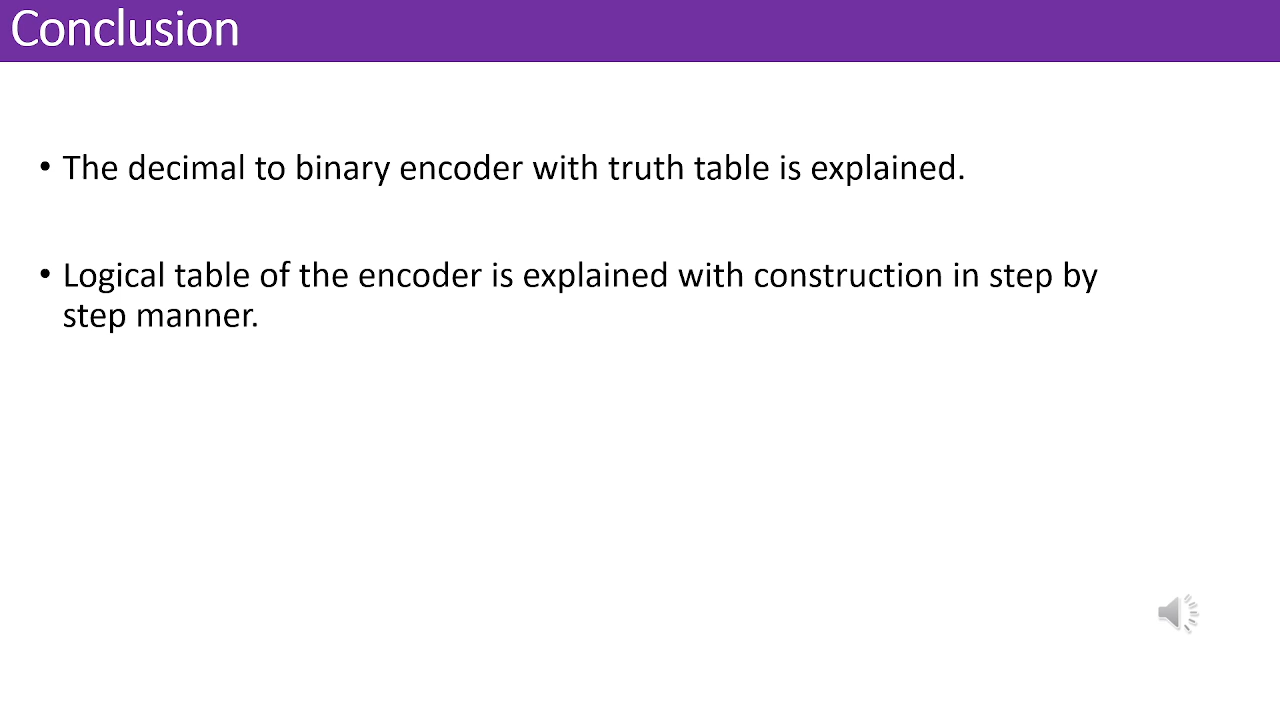 Conclusion
• The decimal to binary encoder with truth table is explained.
• Logical table of the encoder is explained with construction in step by
step manner.